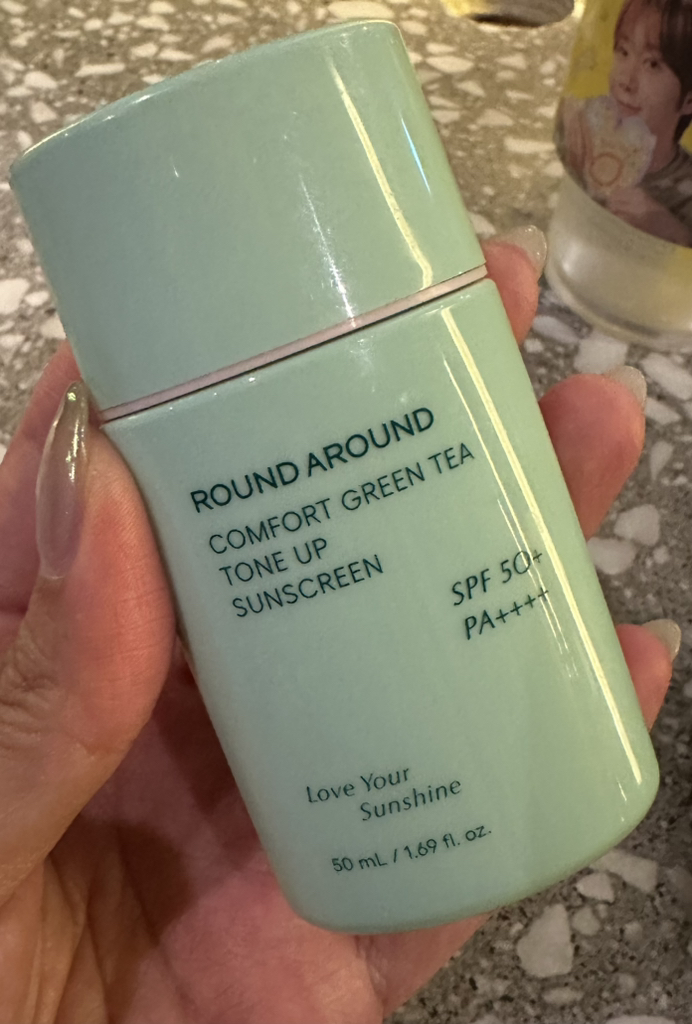 ROUND AROUND
COMFORT GREEN TEA
TONE UP
SUNSCREEN
SPF 50+
PA++++
Love Your
Sunshine
50 mL / 1.69 fl. oz.